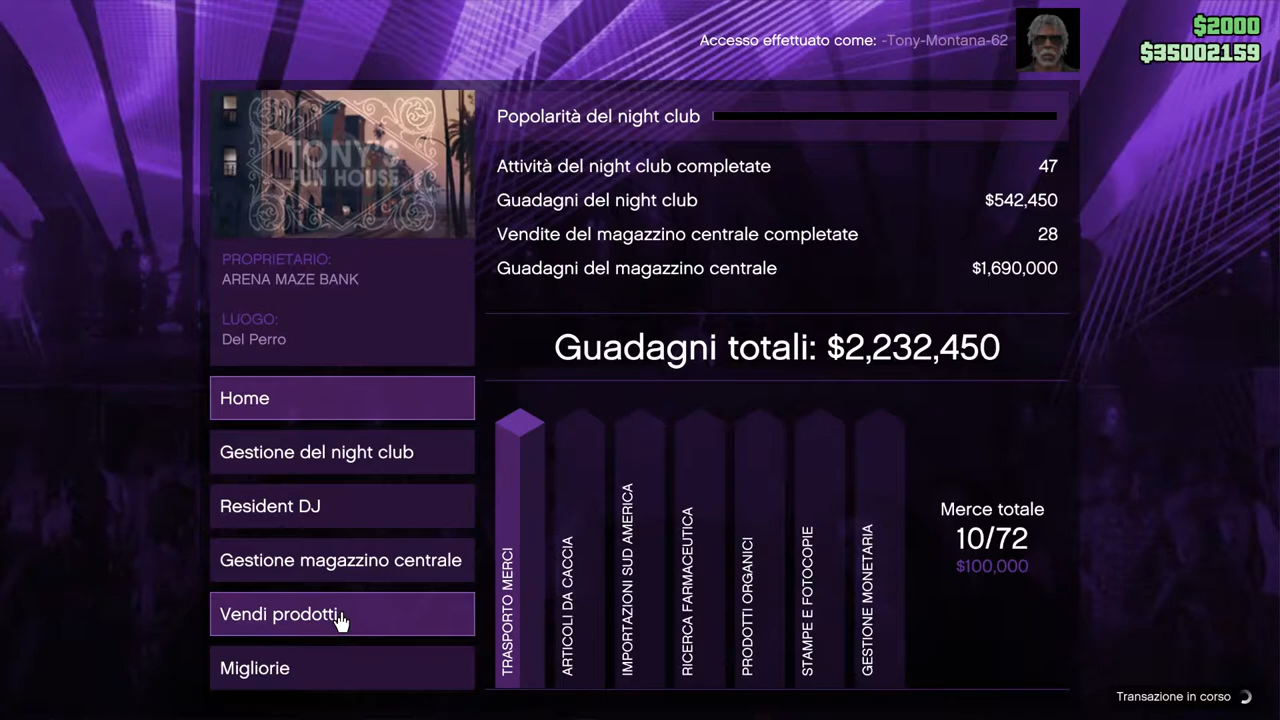 Accesso effettuato come: -Tony-Montana-62
$2000
$35002159
TONY'S
FUN HOUSE
PROPRIETARIO:
ARENA MAZE BANK
LUOGO:
Del Perro
Home
Gestione del night club
Resident DJ
Gestione magazzino centrale
Vendi prodotti
Migliorie
Popolarità del night club
Attività del night club completate 47
Guadagni del night club $542,450
Vendite del magazzino centrale completate 28
Guadagni del magazzino centrale $1,690,000
Guadagni totali: $2,232,450
TRASPORTO MERCI
ARTICOLI DA CACCIA
IMPORTAZIONI SUD AMERICA
RICERCA FARMACEUTICA
PRODOTTI ORGANICI
STAMPE E FOTOCOPIE
GESTIONE MONETARIA
Merce totale
10/72
$100,000
Transazione in corso